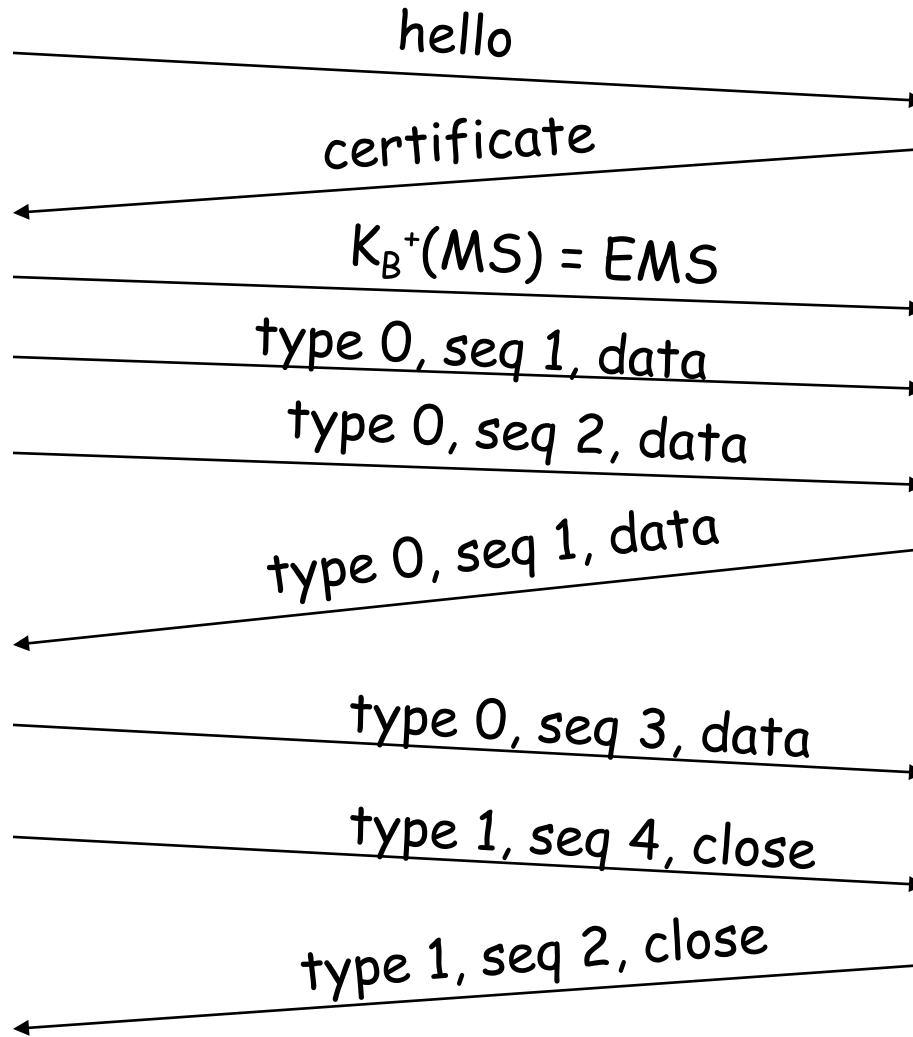 hello
certificate
K_B⁺(MS) = EMS
type 0, seq 1, data
type 0, seq 2, data
type 0, seq 1, data
type 0, seq 3, data
type 1, seq 4, close
type 1, seq 2, close